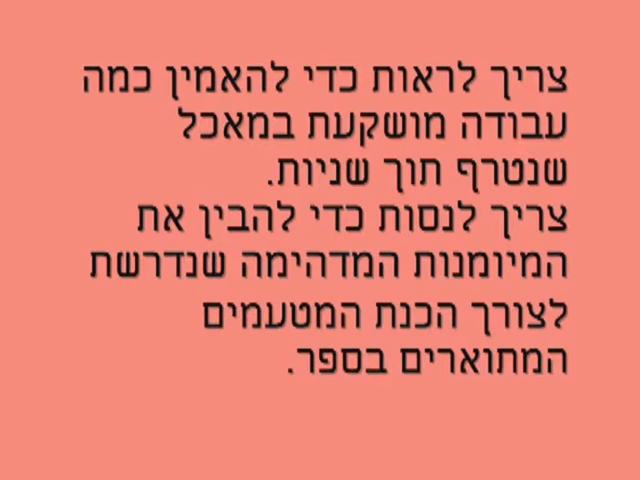 צריך לראות כדי להאמין כמה
עבודה מושקעת במאכל
שנטרף תוך שניות.
צריך לנסות כדי להבין את
המיומנות המדהימה שנדרשת
לצורך הכנת המטעמים
המתוארים בספר.